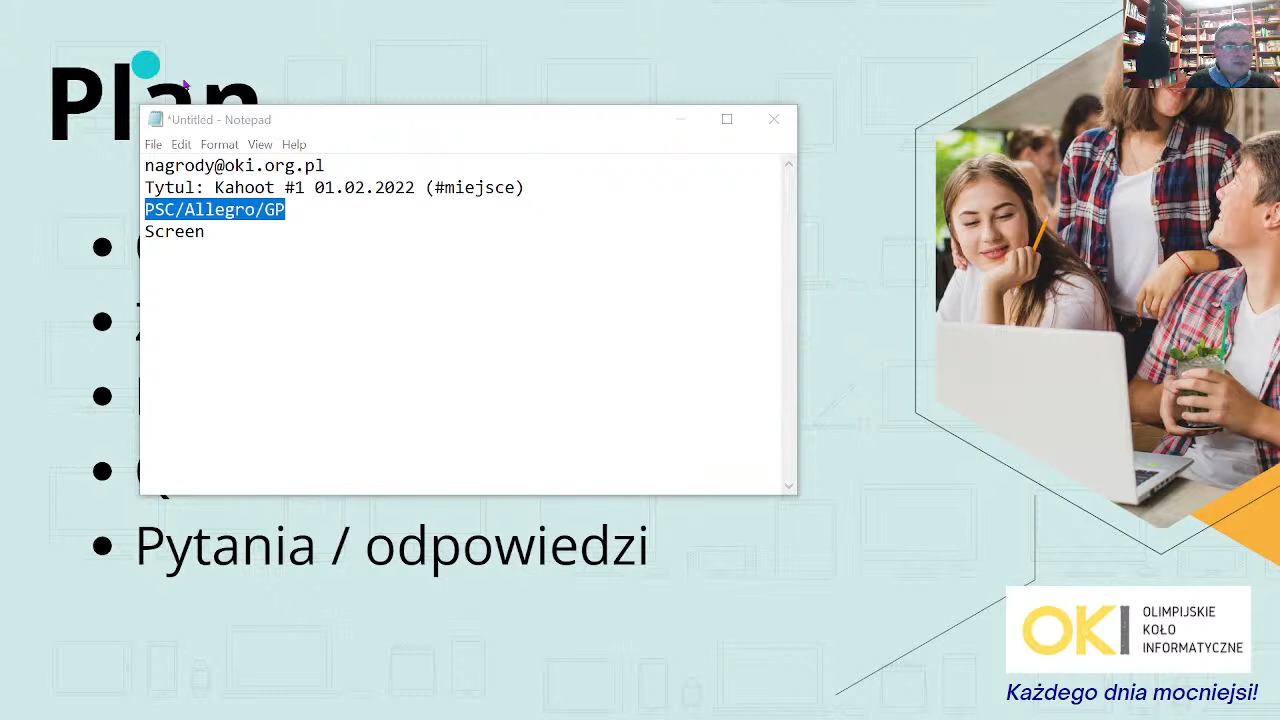 Plan
*Untitled - Notepad
File Edit Format View Help
nagrody@oki.org.pl
Tytul: Kahoot #1 01.02.2022 (#miejsce)
PSC/Allegro/GP
Screen
Pytania / odpowiedzi
OKI
OLIMPIJSKIE
KOŁO
INFORMATYCZNE
Każdego dnia mocniejsi!